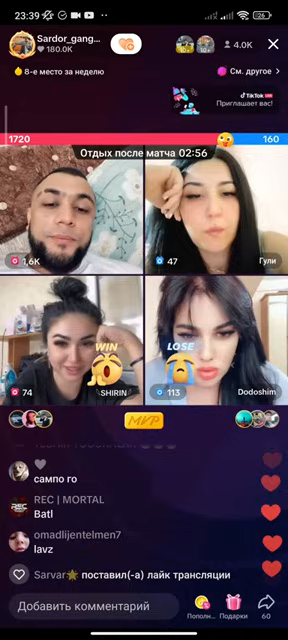 23:39
26
Sardor_gang...
180.0K
4.0K
8-е место за неделю
См. другое >
TikTok LIVE
Приглашает вас!
1720
160
Отдых после матча 02:56
1,6K
47
Гули
WIN
LOSE
74
SHIRIN
113
Dodoshim
МИР
сампо го
REC | MORTAL
Batl
omadlijentelmen7
lavz
Sarvar поставил(-а) лайк трансляции
Добавить комментарий
Пополн...
Подарки
60